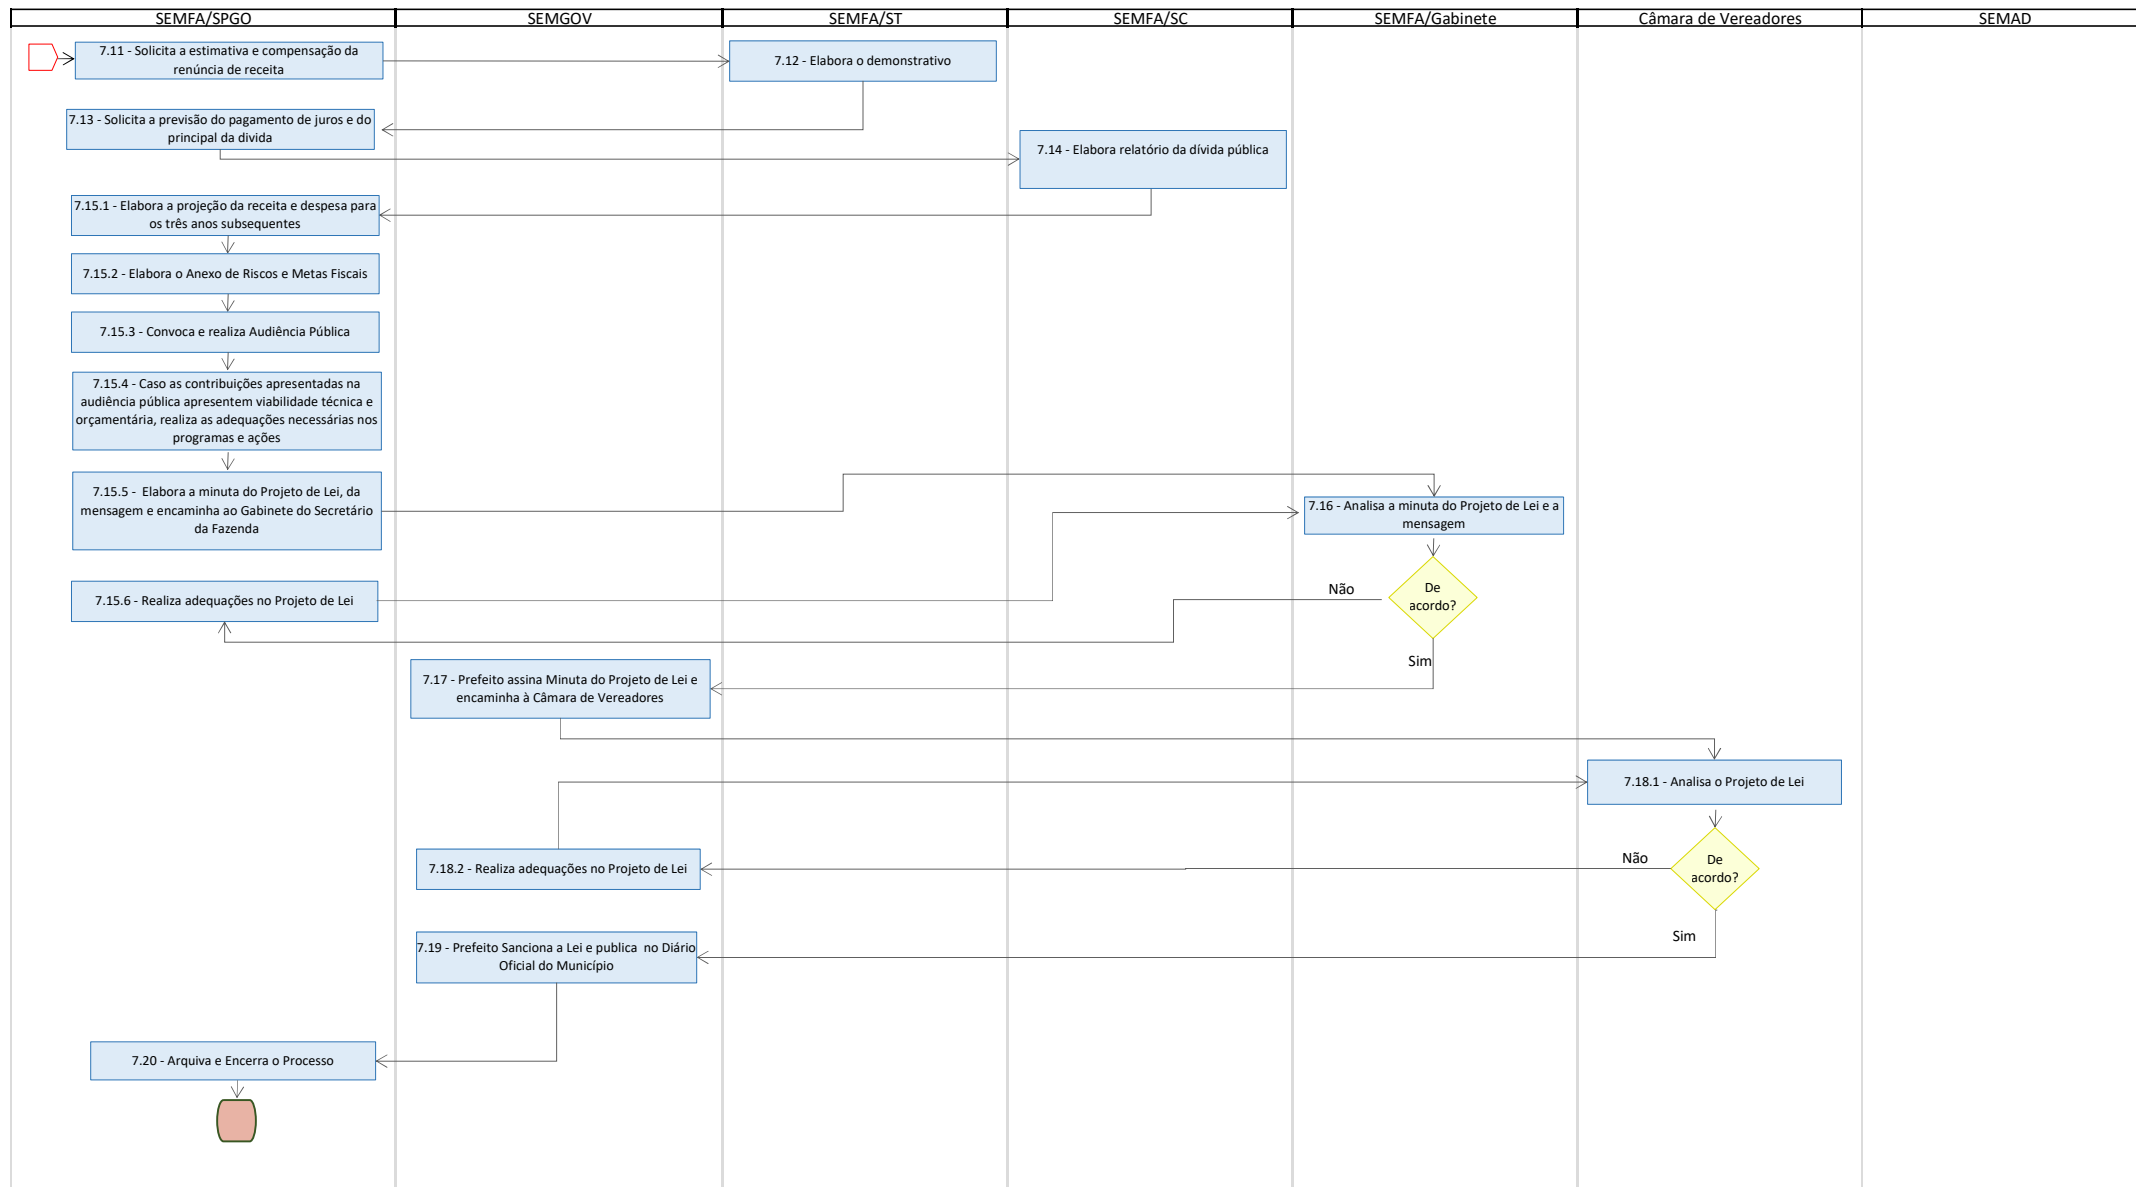 SEMFA/SPGO
SEMGOV
SEMFA/ST
SEMFA/SC
SEMFA/Gabinete
Câmara de Vereadores
SEMAD
7.11 - Solicita a estimativa e compensação da
renúncia de receita
7.12 - Elabora o demonstrativo
7.13 - Solicita a previsão do pagamento de juros e do
principal da divida
7.14 - Elabora relatório da dívida pública
7.15.1 - Elabora a projeção da receita e despesa para
os três anos subsequentes
7.15.2 - Elabora o Anexo de Riscos e Metas Fiscais
7.15.3 - Convoca e realiza Audiência Pública
7.15.4 - Caso as contribuições apresentadas na
audiência pública apresentem viabilidade técnica e
orçamentária, realiza as adequações necessárias nos
programas e ações
7.15.5 -  Elabora a minuta do Projeto de Lei, da
mensagem e encaminha ao Gabinete do Secretário
da Fazenda
7.16 - Analisa a minuta do Projeto de Lei e a
mensagem
De
acordo?
Não
7.15.6 - Realiza adequações no Projeto de Lei
Sim
7.17 - Prefeito assina Minuta do Projeto de Lei e
encaminha à Câmara de Vereadores
7.18.1 - Analisa o Projeto de Lei
De
acordo?
Não
7.18.2 - Realiza adequações no Projeto de Lei
Sim
7.19 - Prefeito Sanciona a Lei e publica  no Diário
Oficial do Município
7.20 - Arquiva e Encerra o Processo